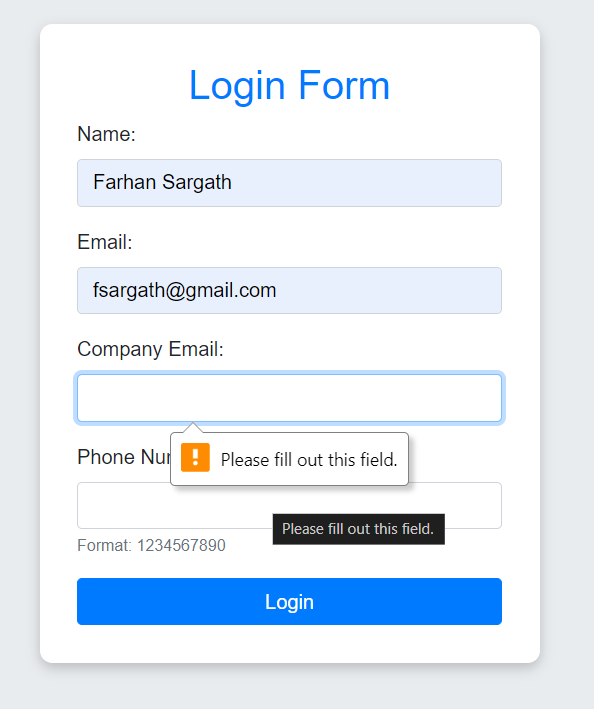 Login Form
Name:
Farhan Sargath
Email:
fsargath@gmail.com
Company Email:
Please fill out this field.
Phone
Please fill out this field.
Format: 1234567890
Login